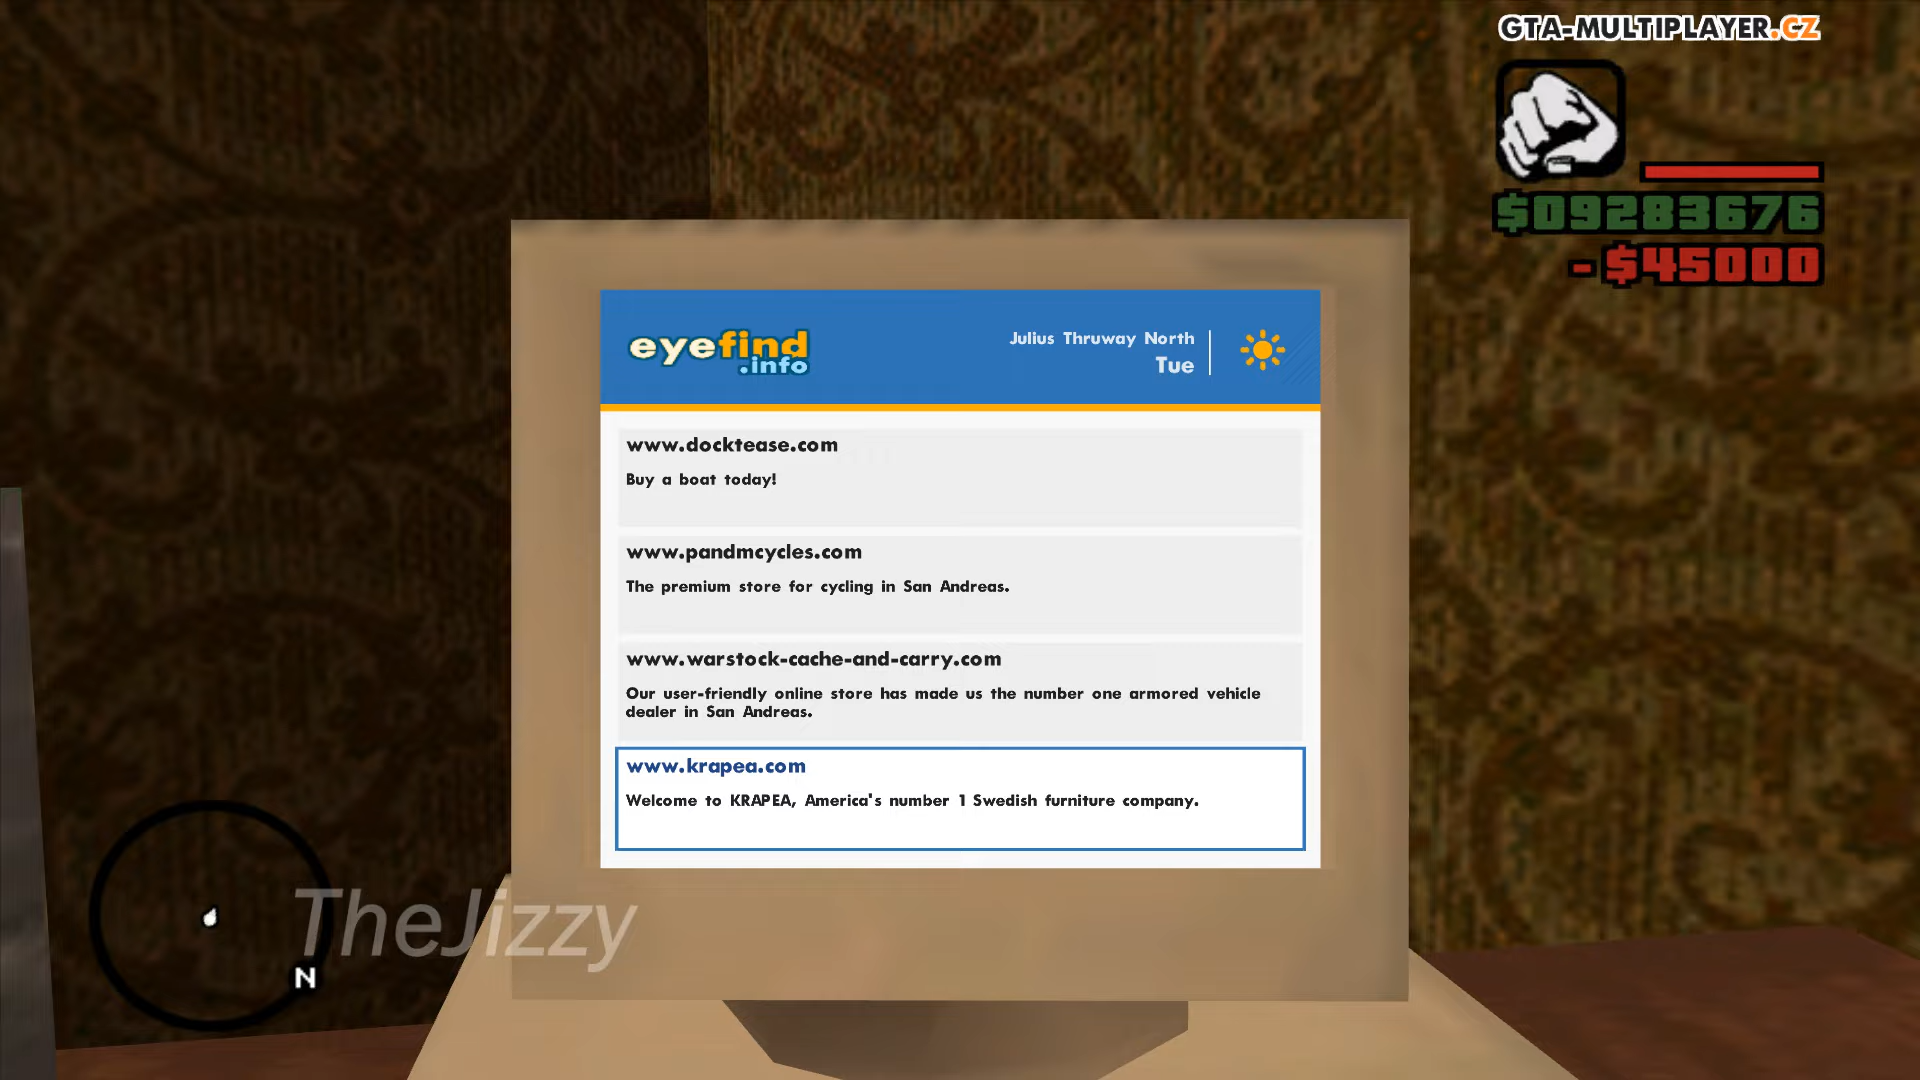 GTA-MULTIPLAYER.CZ
$09283676
-$45000
eyefind
.info
Julius Thruway North
Tue
www.docktease.com
Buy a boat today!
www.pandmcycles.com
The premium store for cycling in San Andreas.
www.warstock-cache-and-carry.com
Our user-friendly online store has made us the number one armored vehicle
dealer in San Andreas.
www.krapea.com
Welcome to KRAPEA, America's number 1 Swedish furniture company.
TheJizzy
N